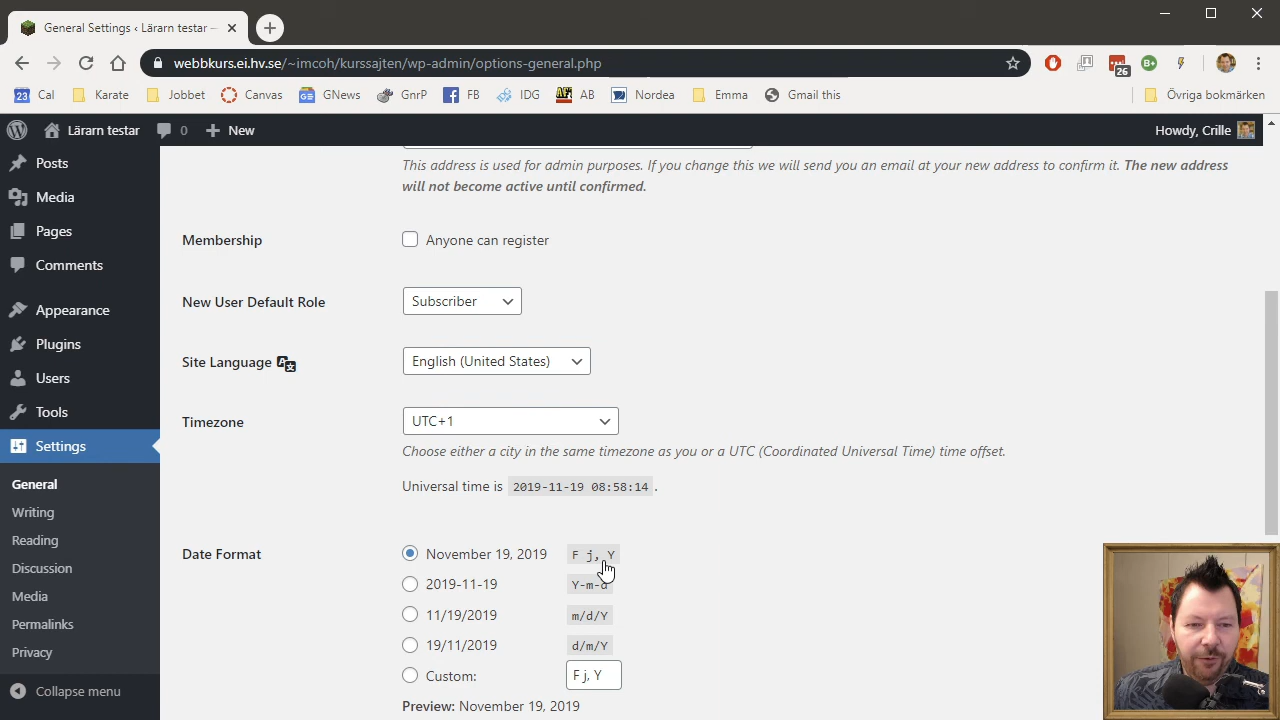 General Settings ‹ Lärarn testar –
webbkurs.ei.hv.se/~imcoh/kurssajten/wp-admin/options-general.php
26
23 Cal Karate Jobbet Canvas GNews GnrP FB IDG AB Nordea Emma Gmail this Övriga bokmärken
Lärarn testar 0 New Howdy, Crille
Posts
Media
Pages
Comments
Appearance
Plugins
Users
Tools
Settings
General
Writing
Reading
Discussion
Media
Permalinks
Privacy
Collapse menu
This address is used for admin purposes. If you change this we will send you an email at your new address to confirm it. The new address
will not become active until confirmed.
Membership Anyone can register
New User Default Role Subscriber
Site Language English (United States)
Timezone UTC+1
Choose either a city in the same timezone as you or a UTC (Coordinated Universal Time) time offset.
Universal time is 2019-11-19 08:58:14 .
Date Format November 19, 2019 F j, Y
2019-11-19 Y-m-d
11/19/2019 m/d/Y
19/11/2019 d/m/Y
Custom: F j, Y
Preview: November 19, 2019